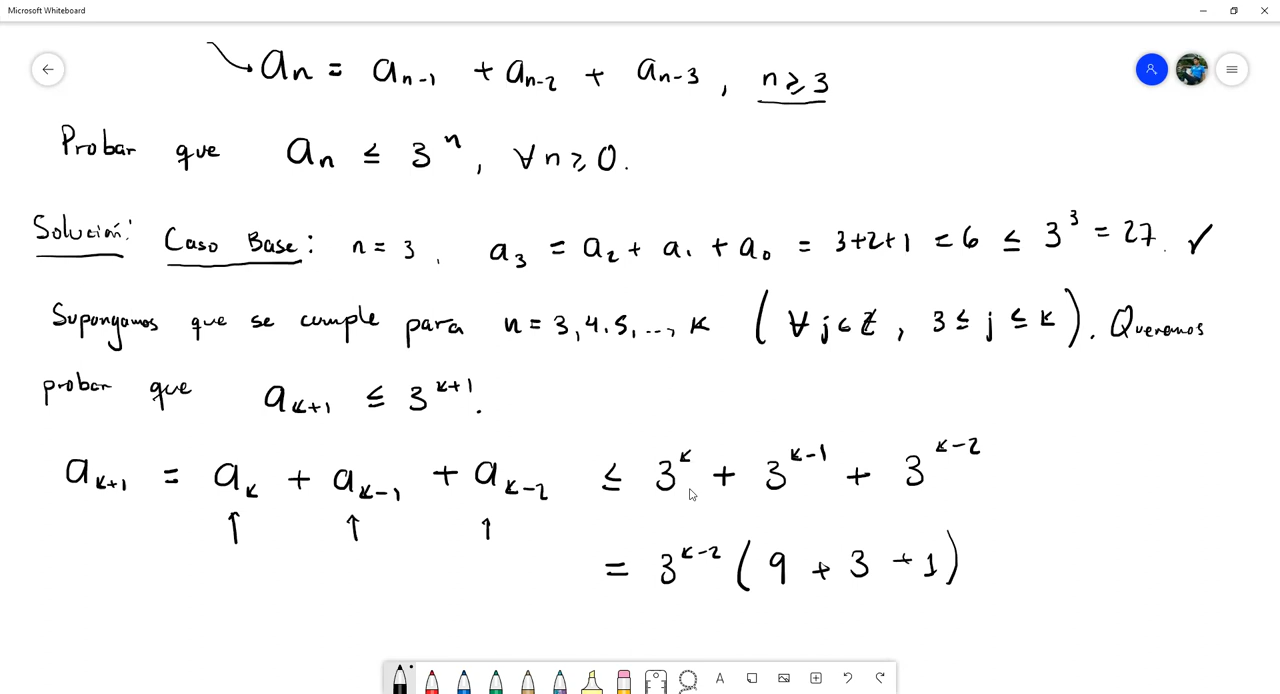 Microsoft Whiteboard
aₙ = aₙ₋₁ + aₙ₋₂ + aₙ₋₃ , n ≥ 3
Probar que aₙ ≤ 3ⁿ , ∀ n ≥ 0.
Solución: Caso Base: n = 3, a₃ = a₂ + a₁ + a₀ = 3+2+1 = 6 ≤ 3³ = 27. ✓
Supongamos que se cumple para n = 3, 4, 5, ..., k (∀ j ∈ ℤ , 3 ≤ j ≤ k). Queremos
probar que aₖ₊₁ ≤ 3ᵏ⁺¹.
aₖ₊₁ = aₖ + aₖ₋₁ + aₖ₋₂ ≤ 3ᵏ + 3ᵏ⁻¹ + 3ᵏ⁻²
↑ ↑ ↑
= 3ᵏ⁻² (9 + 3 + 1)
A